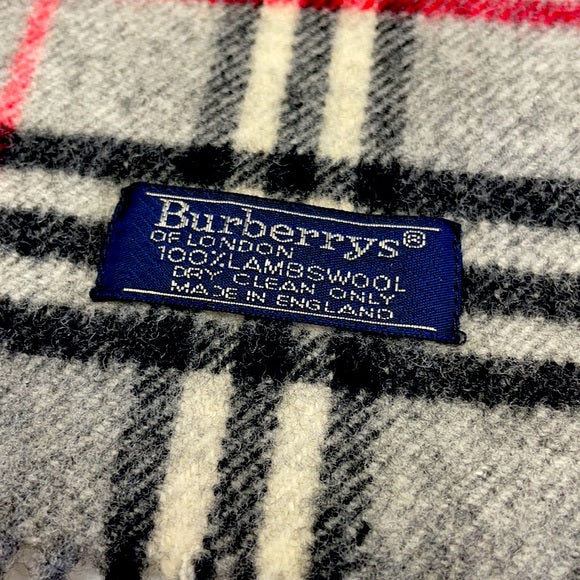 Burberrys®
OF LONDON
100% LAMBSWOOL
DRY CLEAN ONLY
MADE IN ENGLAND